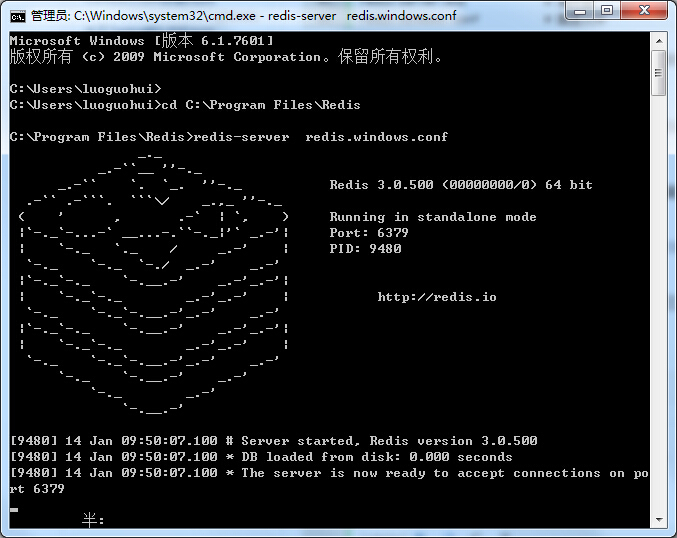 管理员: C:\Windows\system32\cmd.exe - redis-server   redis.windows.conf
Microsoft Windows [版本 6.1.7601]
版权所有 (c) 2009 Microsoft Corporation。保留所有权利。
C:\Users\luoguohui>
C:\Users\luoguohui>cd C:\Program Files\Redis
C:\Program Files\Redis>redis-server  redis.windows.conf
Redis 3.0.500 (00000000/0) 64 bit
Running in standalone mode
Port: 6379
PID: 9480
http://redis.io
[9480] 14 Jan 09:50:07.100 # Server started, Redis version 3.0.500
[9480] 14 Jan 09:50:07.100 * DB loaded from disk: 0.000 seconds
[9480] 14 Jan 09:50:07.100 * The server is now ready to accept connections on po
rt 6379
半: